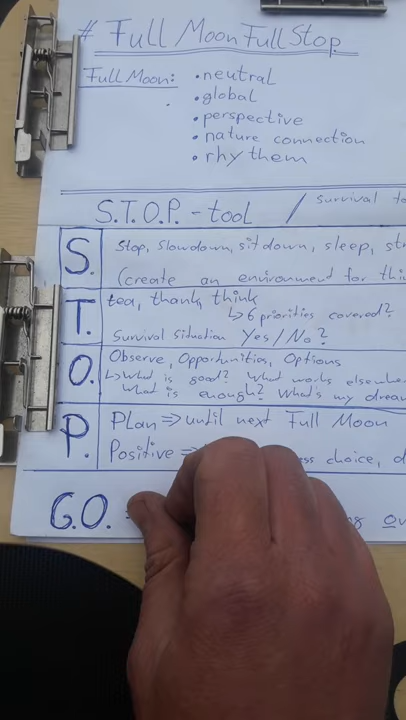 # Full Moon Full Stop
Full Moon: • neutral
• global
• perspective
• nature connection
• rhythem
S.T.O.P. - tool / survival
S. Stop, Slowdown, sit down, sleep,
(create an environment for
T. tea, thank, think
↳ 6 priorities covered?
Survival Situation Yes / No?
O. Observe, Opportunities, Options
↳ What is good? What works
What is enough? What's my
P. Plan ⇒ until next Full Moon
Positive ⇒ choice,
G.O.